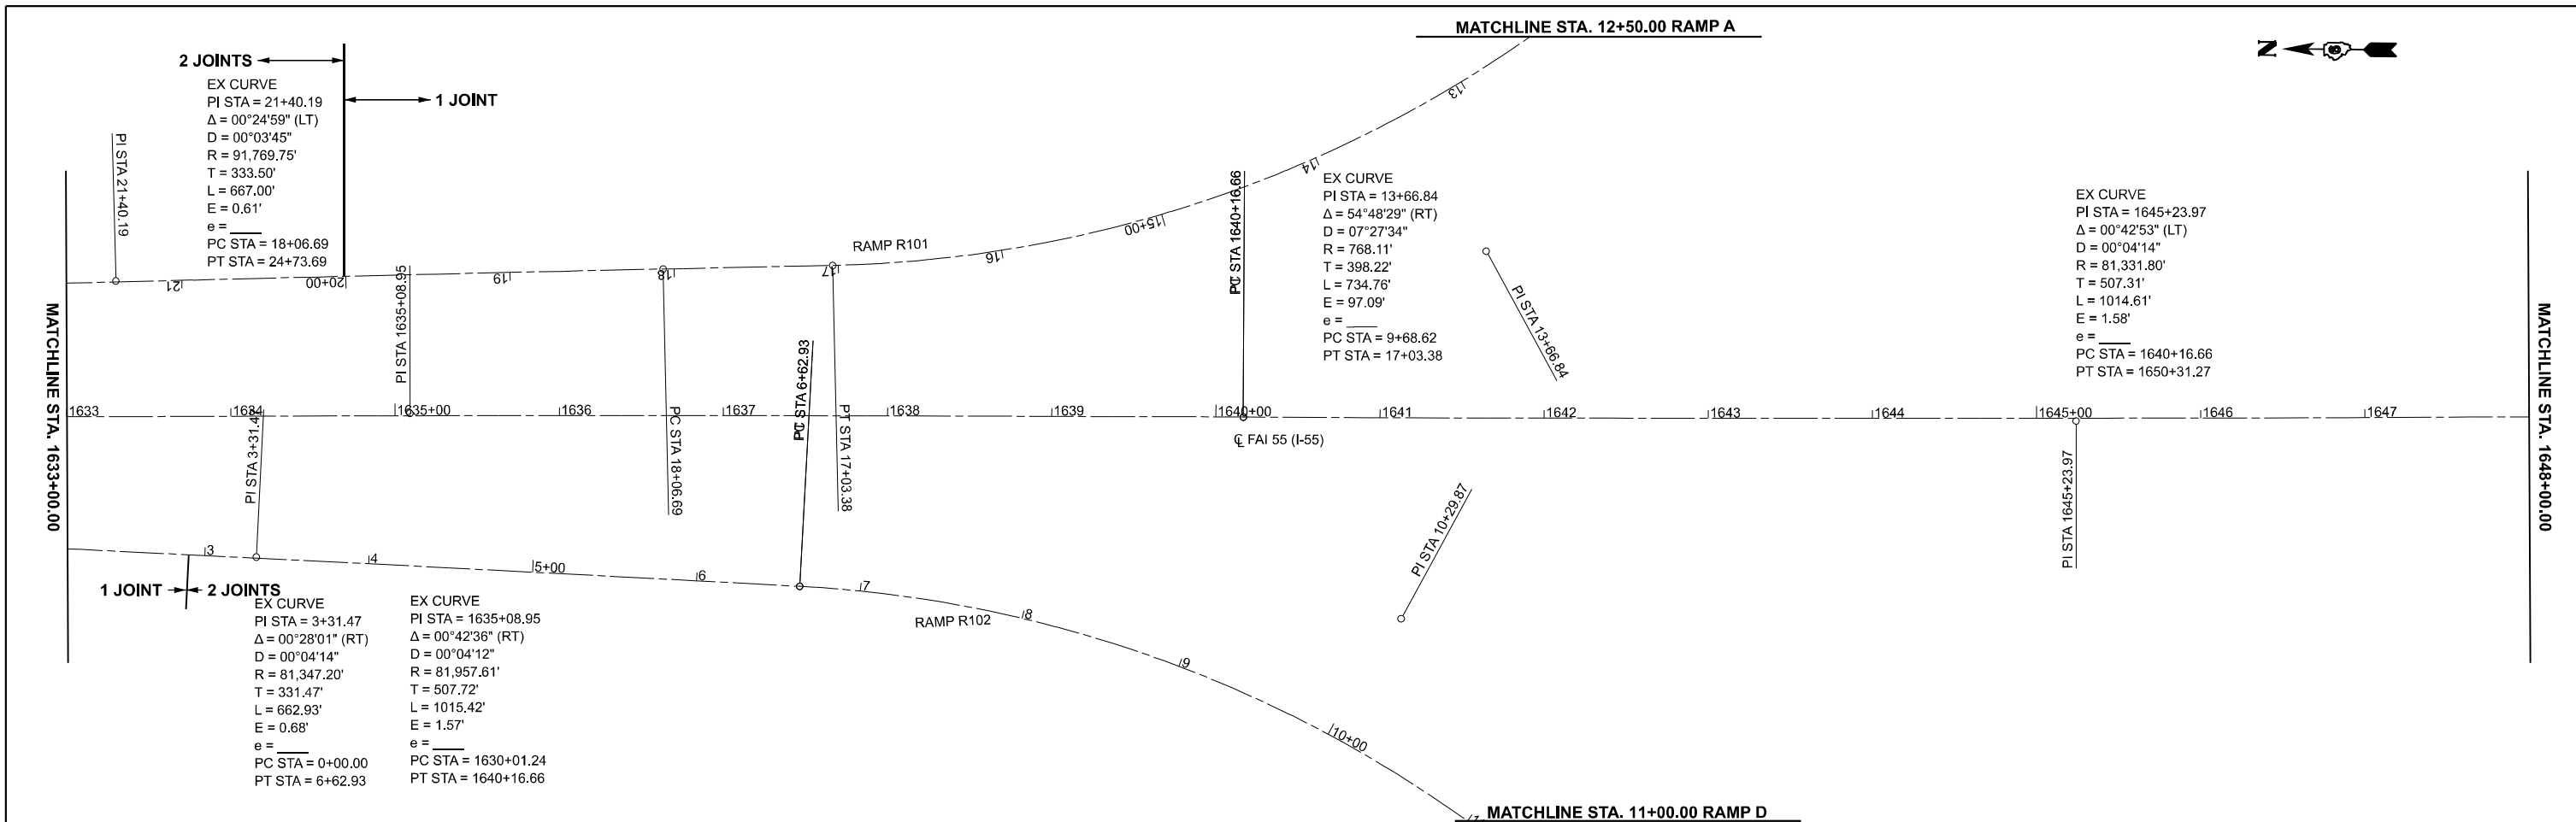 MATCHLINE STA. 12+50.00 RAMP A
N
2 JOINTS
1 JOINT
EX CURVE
PI STA = 21+40.19
Δ = 00°24'59" (LT)
D = 00°03'45"
R = 91,769.75'
T = 333.50'
L = 667.00'
E = 0.61'
e = ____
PC STA = 18+06.69
PT STA = 24+73.69
PI STA 21+40.19
EX CURVE
PI STA = 13+66.84
Δ = 54°48'29" (RT)
D = 07°27'34"
R = 768.11'
T = 398.22'
L = 734.76'
E = 97.09'
e = ____
PC STA = 9+68.62
PT STA = 17+03.38
EX CURVE
PI STA = 1645+23.97
Δ = 00°42'53" (LT)
D = 00°04'14"
R = 81,331.80'
T = 507.31'
L = 1014.61'
E = 1.58'
e = ____
PC STA = 1640+16.66
PT STA = 1650+31.27
21
20+00
19
18
17
16
15+00
14
13
RAMP R101
PI STA 1635+08.95
PC STA 18+06.69
PT STA 17+03.38
STA 6+62.93
STA 1640+16.66
PI STA 13+66.84
MATCHLINE STA. 1633+00.00
MATCHLINE STA. 1648+00.00
1633
1634
1635+00
1636
1637
1638
1639
1640+00
1641
1642
1643
1644
1645+00
1646
1647
℄ FAI 55 (I-55)
PI STA 3+31.47
PI STA 10+29.87
PI STA 1645+23.97
3
4
5+00
6
7
8
9
10+00
RAMP R102
1 JOINT
2 JOINTS
EX CURVE
PI STA = 3+31.47
Δ = 00°28'01" (RT)
D = 00°04'14"
R = 81,347.20'
T = 331.47'
L = 662.93'
E = 0.68'
e = ____
PC STA = 0+00.00
PT STA = 6+62.93
EX CURVE
PI STA = 1635+08.95
Δ = 00°42'36" (RT)
D = 00°04'12"
R = 81,957.61'
T = 507.72'
L = 1015.42'
E = 1.57'
e = ____
PC STA = 1630+01.24
PT STA = 1640+16.66
MATCHLINE STA. 11+00.00 RAMP D